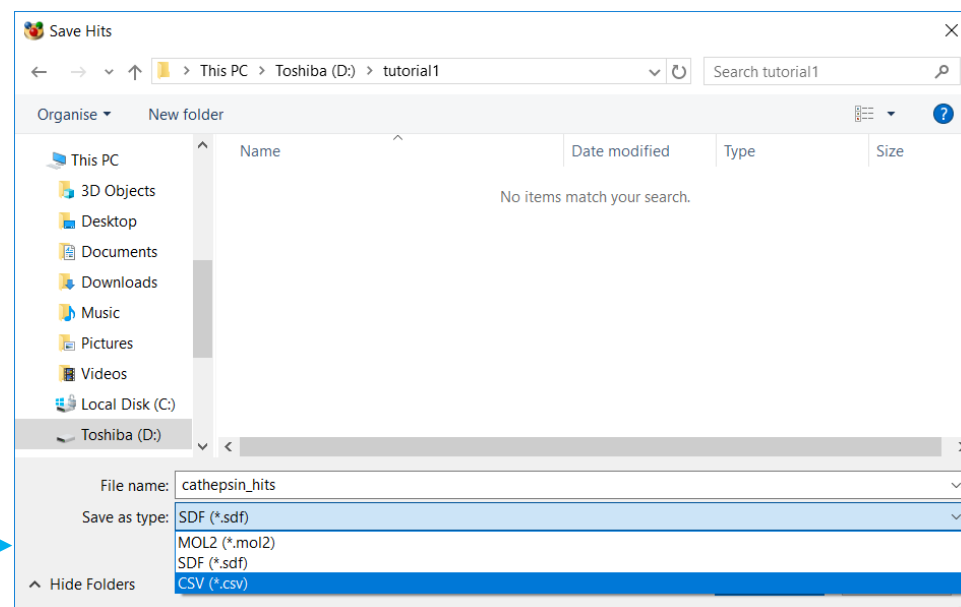 Save Hits
> This PC > Toshiba (D:) > tutorial1
Search tutorial1
Organise
New folder
?
This PC
3D Objects
Desktop
Documents
Downloads
Music
Pictures
Videos
Local Disk (C:)
Toshiba (D:)
Name
Date modified
Type
Size
No items match your search.
File name: cathepsin_hits
Save as type: SDF (*.sdf)
MOL2 (*.mol2)
SDF (*.sdf)
CSV (*.csv)
Hide Folders